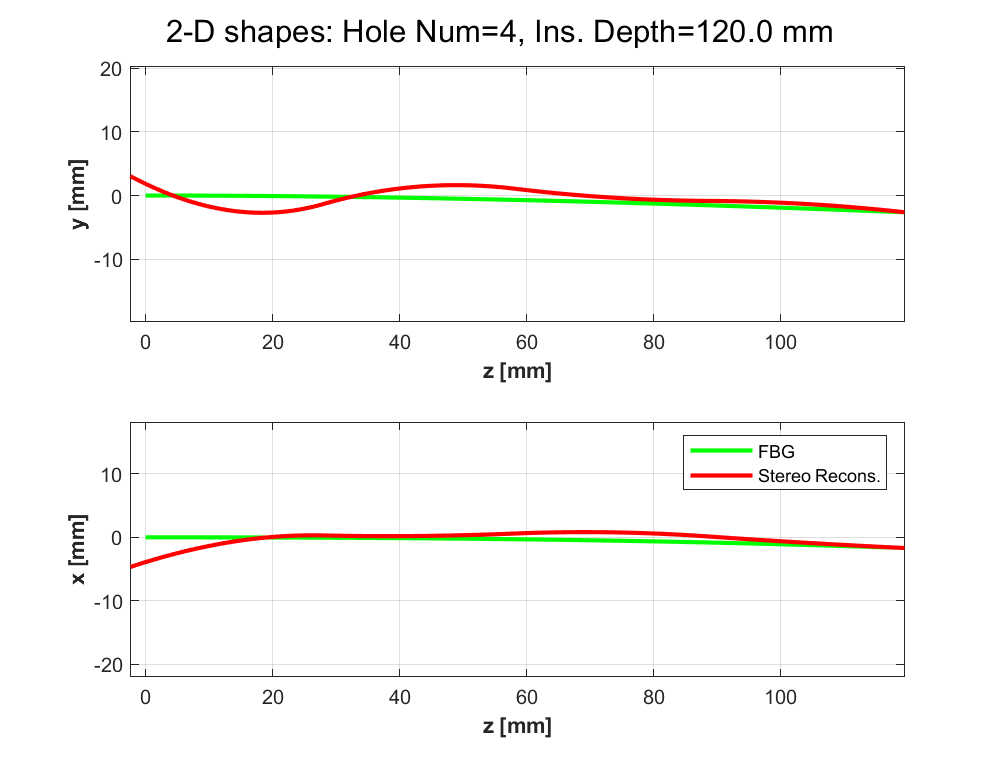 2-D shapes: Hole Num=4, Ins. Depth=120.0 mm
20
10
0
-10
y [mm]
0 20 40 60 80 100
z [mm]
10
0
-10
-20
x [mm]
FBG
Stereo Recons.
0 20 40 60 80 100
z [mm]